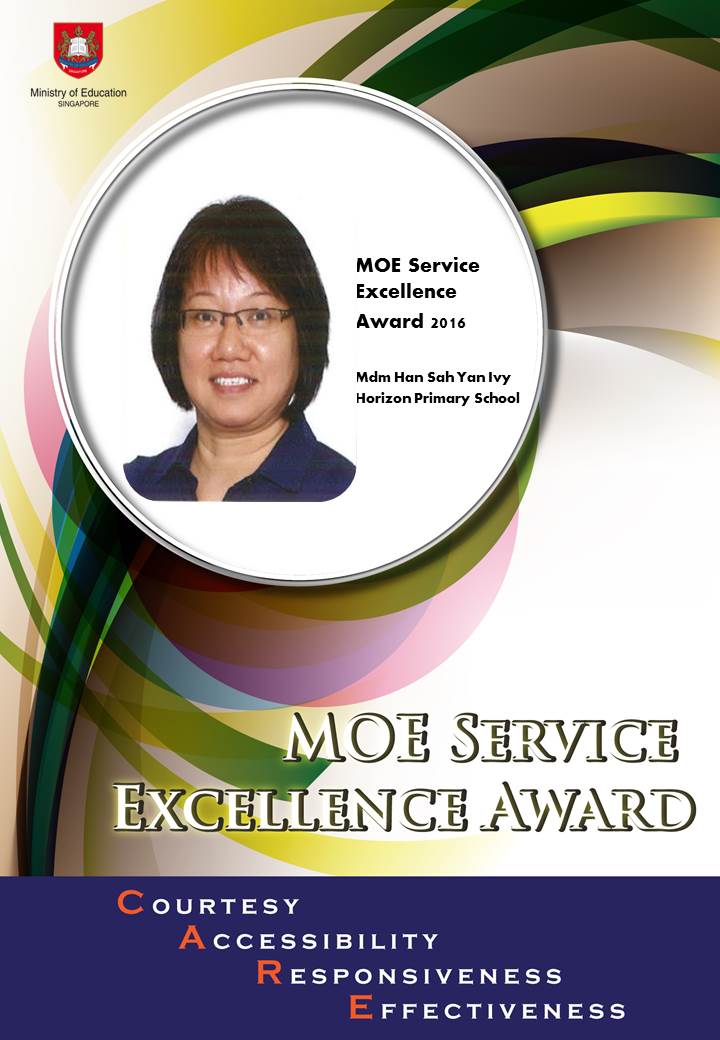 Ministry of Education
SINGAPORE
MOE Service
Excellence
Award 2016
Mdm Han Sah Yan Ivy
Horizon Primary School
MOE SERVICE
EXCELLENCE AWARD
COURTESY
ACCESSIBILITY
RESPONSIVENESS
EFFECTIVENESS